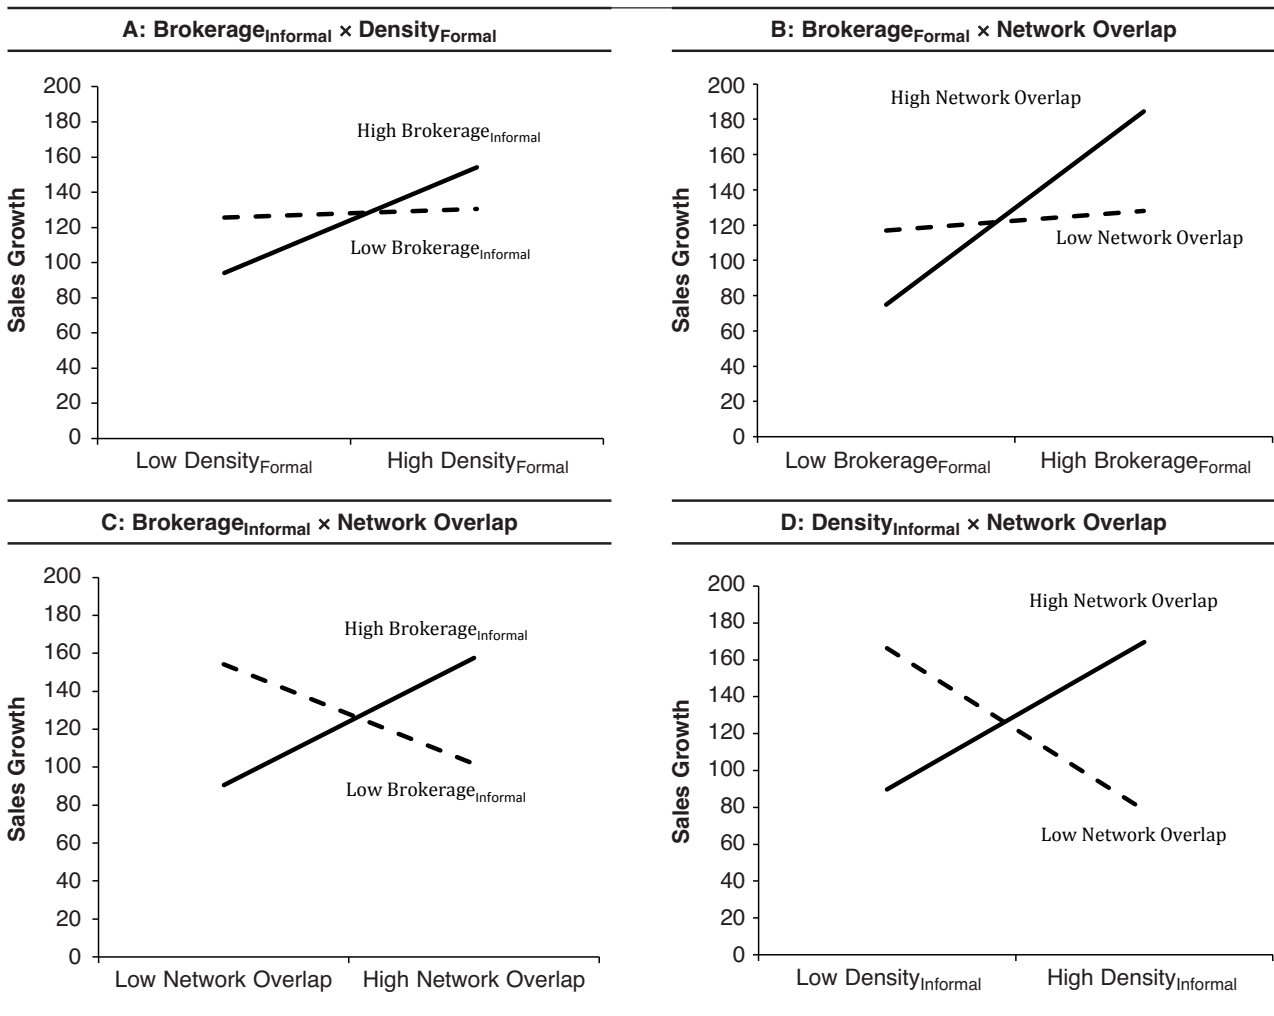 A: Brokerage_Informal × Density_Formal
200
180
160
140
120
100
80
60
40
20
0
Sales Growth
High Brokerage_Informal
Low Brokerage_Informal
Low Density_Formal
High Density_Formal
B: Brokerage_Formal × Network Overlap
200
180
160
140
120
100
80
60
40
20
0
Sales Growth
High Network Overlap
Low Network Overlap
Low Brokerage_Formal
High Brokerage_Formal
C: Brokerage_Informal × Network Overlap
200
180
160
140
120
100
80
60
40
20
0
Sales Growth
High Brokerage_Informal
Low Brokerage_Informal
Low Network Overlap
High Network Overlap
D: Density_Informal × Network Overlap
200
180
160
140
120
100
80
60
40
20
0
Sales Growth
High Network Overlap
Low Network Overlap
Low Density_Informal
High Density_Informal